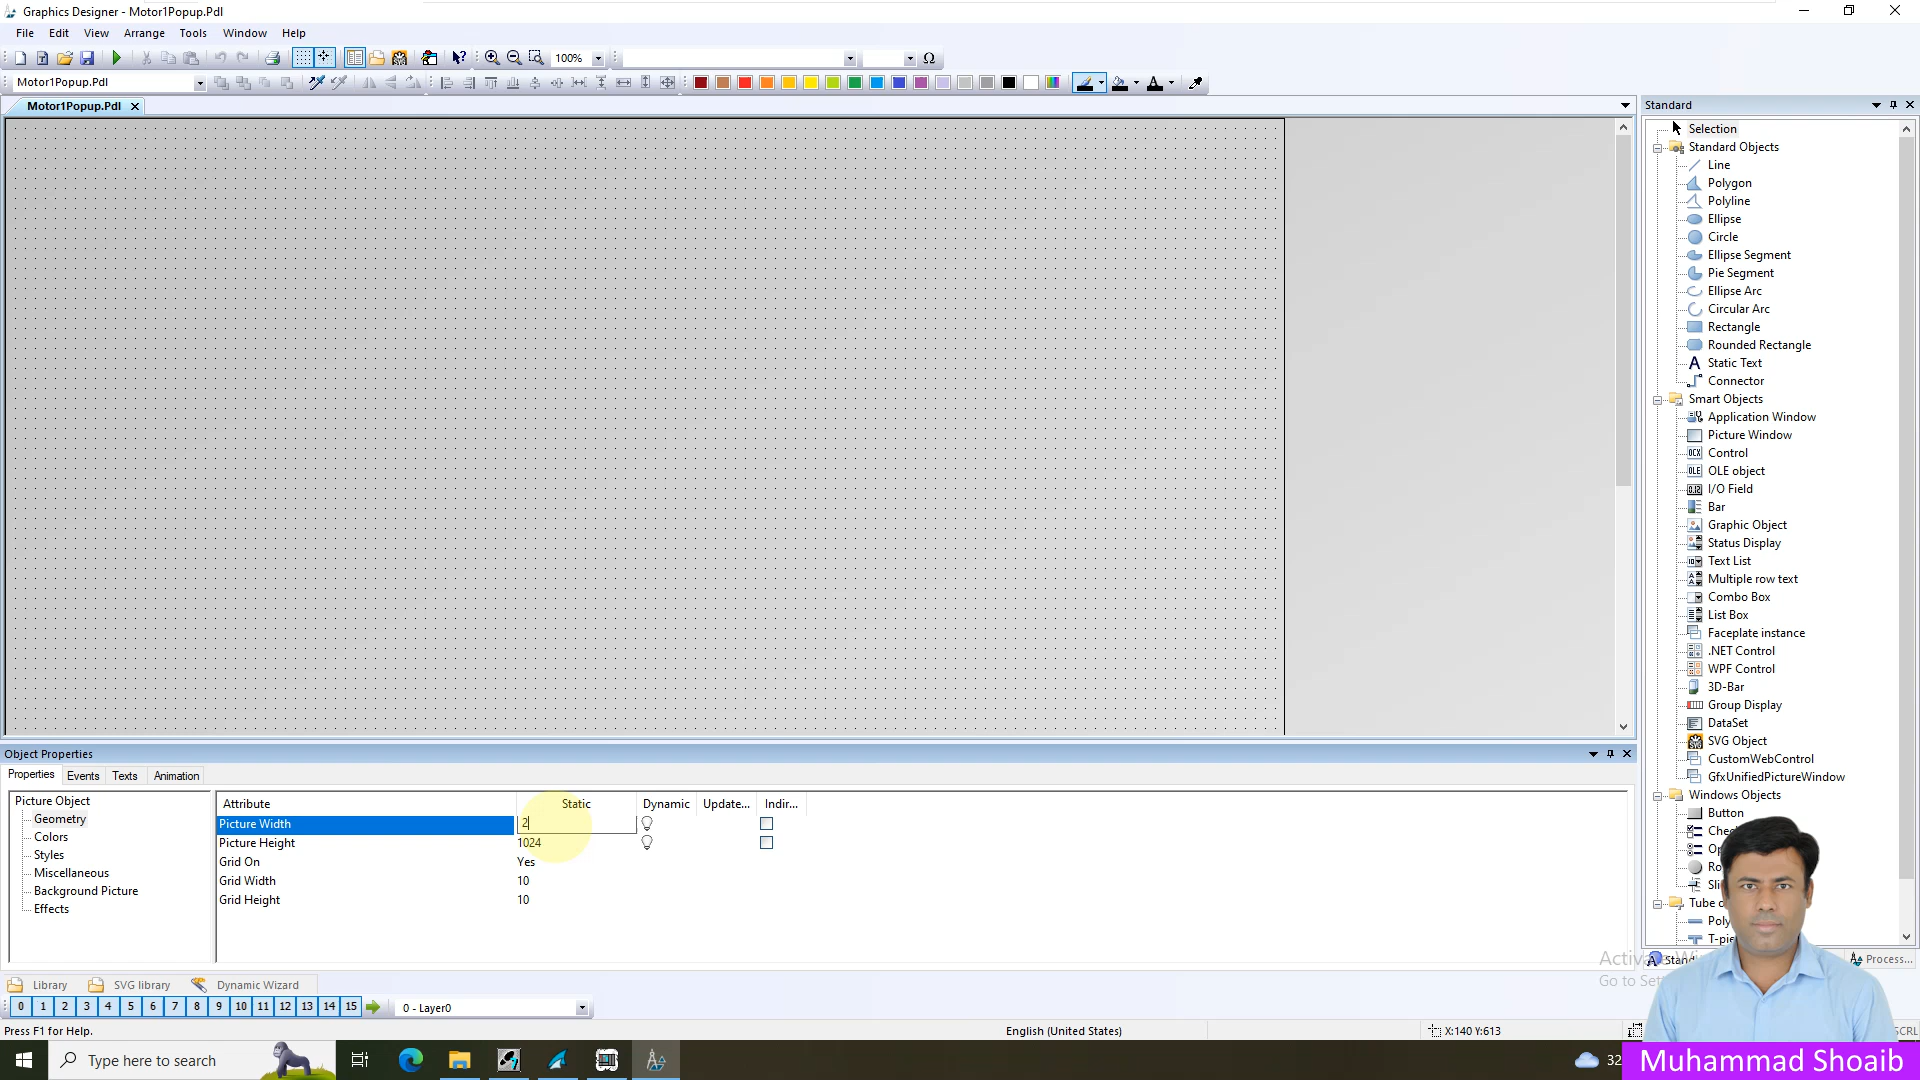 Graphics Designer - Motor1Popup.Pdl
File Edit View Arrange Tools Window Help
100%
Motor1Popup.Pdl
Motor1Popup.Pdl
Standard
Selection
Standard Objects
Line
Polygon
Polyline
Ellipse
Circle
Ellipse Segment
Pie Segment
Ellipse Arc
Circular Arc
Rectangle
Rounded Rectangle
Static Text
Connector
Smart Objects
Application Window
Picture Window
Control
OLE object
I/O Field
Bar
Graphic Object
Status Display
Text List
Multiple row text
Combo Box
List Box
Faceplate instance
.NET Control
WPF Control
3D-Bar
Group Display
DataSet
SVG Object
CustomWebControl
GfxUnifiedPictureWindow
Windows Objects
Button
Object Properties
Properties Events Texts Animation
Picture Object
Geometry
Colors
Styles
Miscellaneous
Background Picture
Effects
Attribute Static Dynamic Update... Indir...
Picture Width 2
Picture Height 1024
Grid On Yes
Grid Width 10
Grid Height 10
Process...
Library SVG library Dynamic Wizard
0 1 2 3 4 5 6 7 8 9 10 11 12 13 14 15 0 - Layer0
Press F1 for Help. English (United States) X:140 Y:613 SCRL
Type here to search
32
Muhammad Shoaib